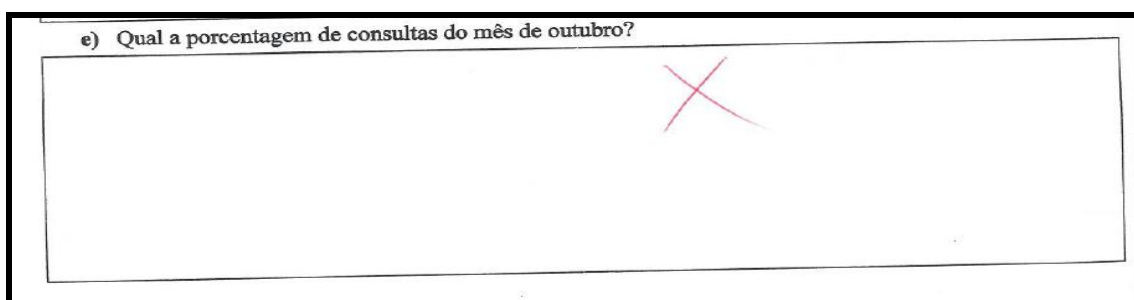 e) Qual a porcentagem de consultas do mês de outubro?